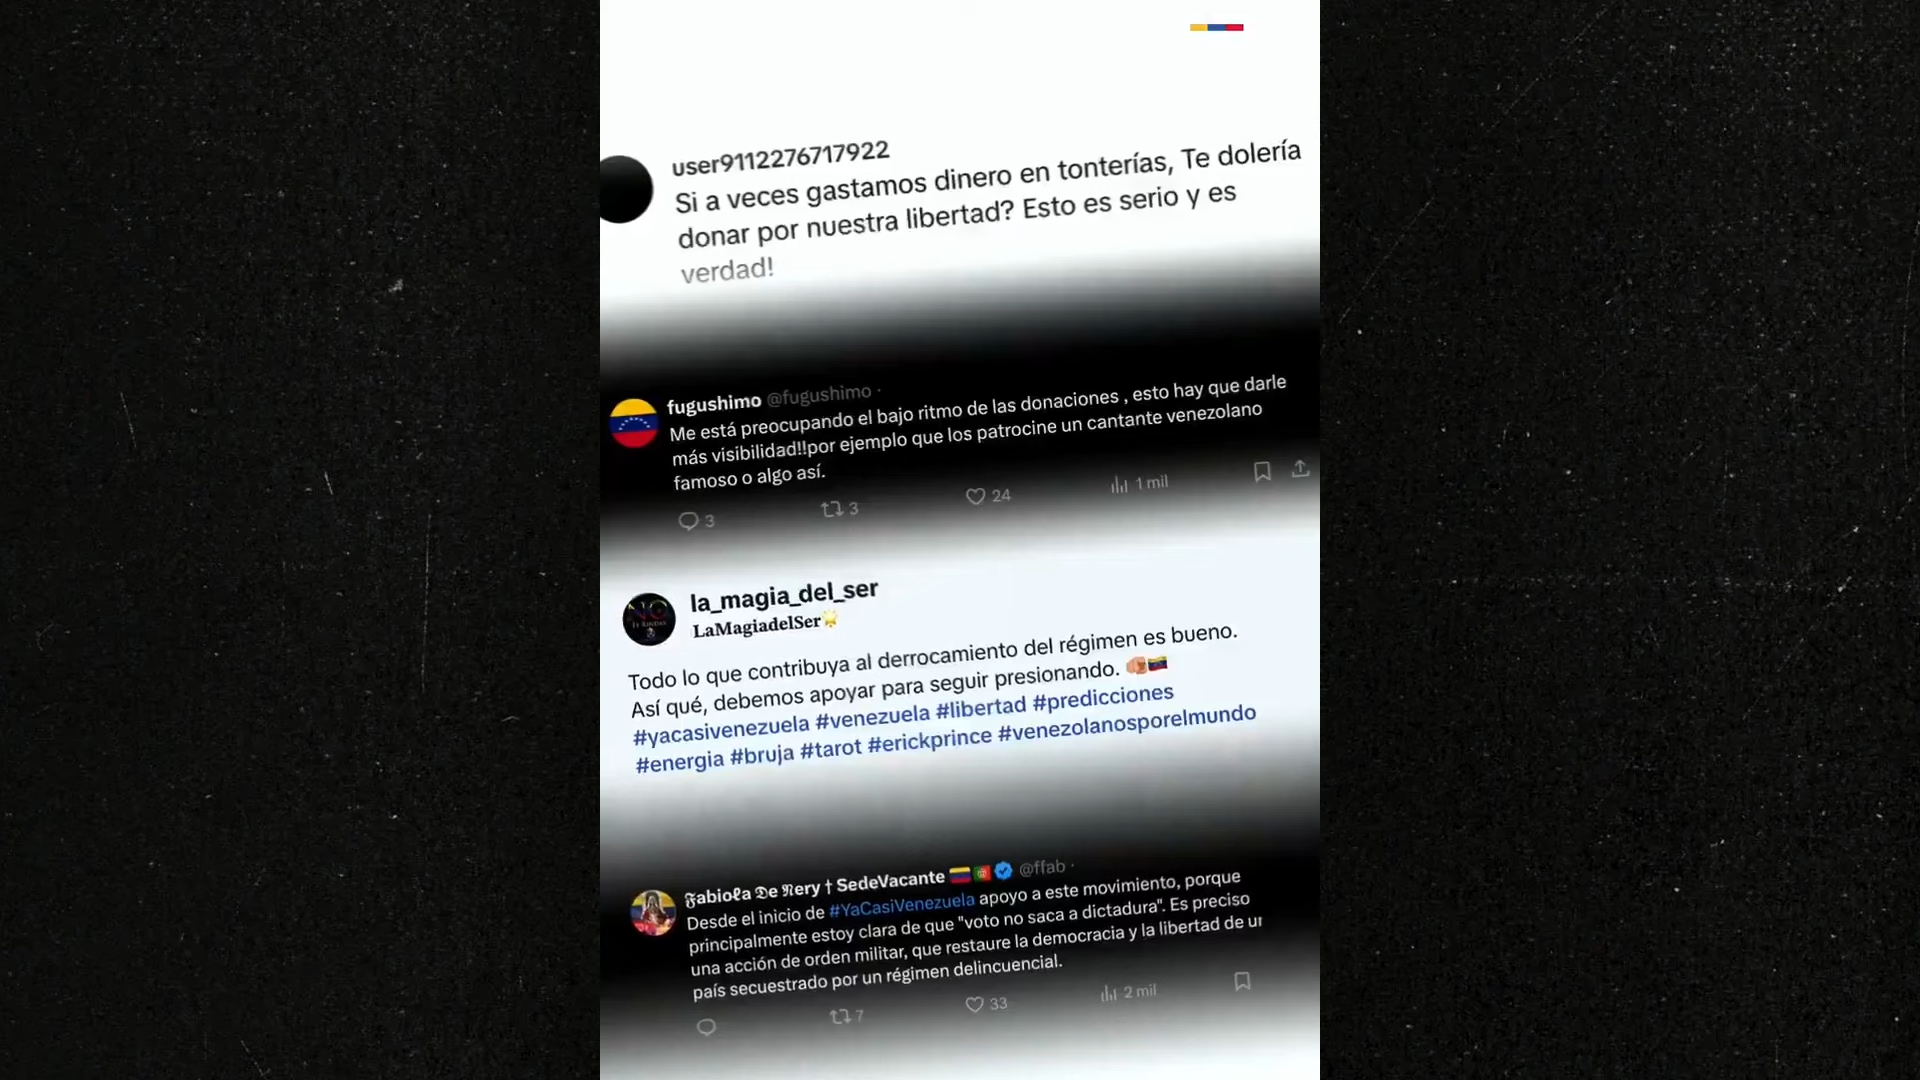 user9112276717922
Si a veces gastamos dinero en tonterías, Te dolería
donar por nuestra libertad? Esto es serio y es
verdad!
fugushimo @fugushimo ·
Me está preocupando el bajo ritmo de las donaciones , esto hay que darle
más visibilidad!!por ejemplo que los patrocine un cantante venezolano
famoso o algo así.
3 3 24 1 mil
la_magia_del_ser
LaMagiadelSer🌟
Todo lo que contribuya al derrocamiento del régimen es bueno.
Así qué, debemos apoyar para seguir presionando.
#yacasivenezuela #venezuela #libertad #predicciones
#energia #bruja #tarot #erickprince #venezolanosporelmundo
𝕱abioℓa 𝕯e 𝕹ery † SedeVacante @ffab ·
Desde el inicio de #YaCasiVenezuela apoyo a este movimiento, porque
principalmente estoy clara de que "voto no saca a dictadura". Es preciso
una acción de orden militar, que restaure la democracia y la libertad de
país secuestrado por un régimen delincuencial.
7 33 2 mil